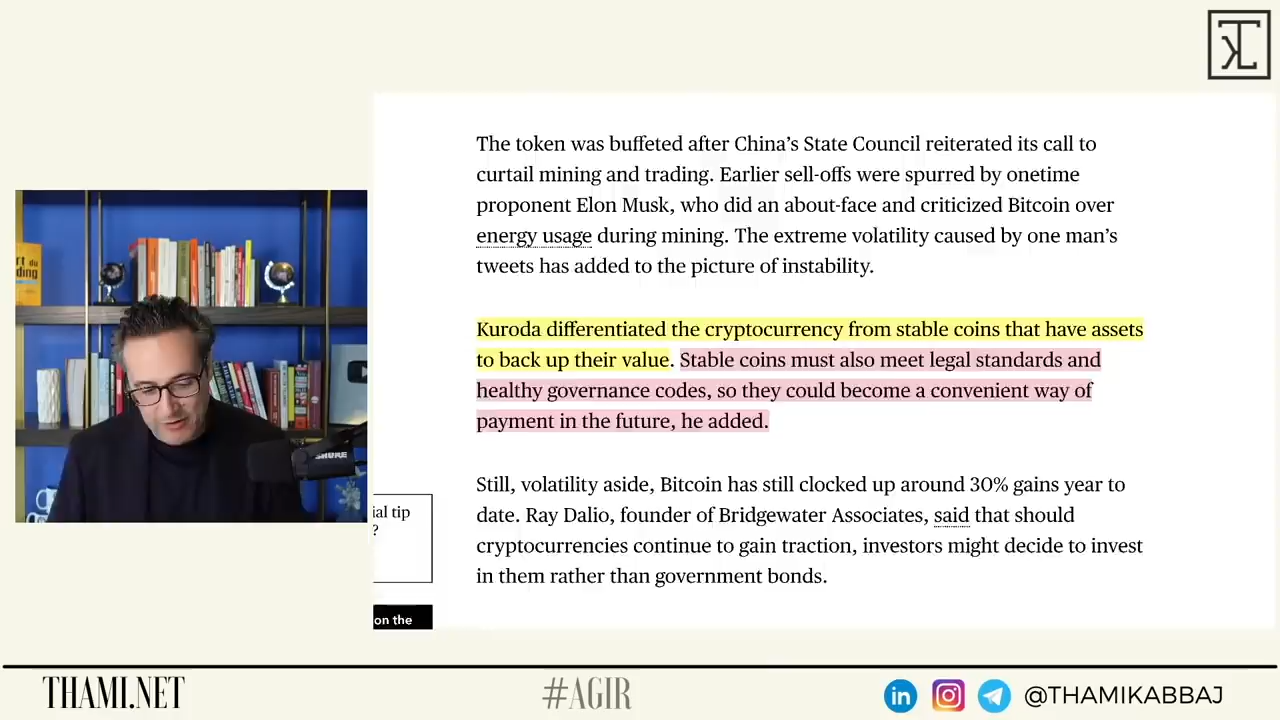 The token was buffeted after China’s State Council reiterated its call to
curtail mining and trading. Earlier sell-offs were spurred by onetime
proponent Elon Musk, who did an about-face and criticized Bitcoin over
energy usage during mining. The extreme volatility caused by one man’s
tweets has added to the picture of instability.
Kuroda differentiated the cryptocurrency from stable coins that have assets
to back up their value. Stable coins must also meet legal standards and
healthy governance codes, so they could become a convenient way of
payment in the future, he added.
Still, volatility aside, Bitcoin has still clocked up around 30% gains year to
date. Ray Dalio, founder of Bridgewater Associates, said that should
cryptocurrencies continue to gain traction, investors might decide to invest
in them rather than government bonds.
ial tip
?
on the
SHURE
THAMI.NET
#AGIR
@THAMIKABBAJ